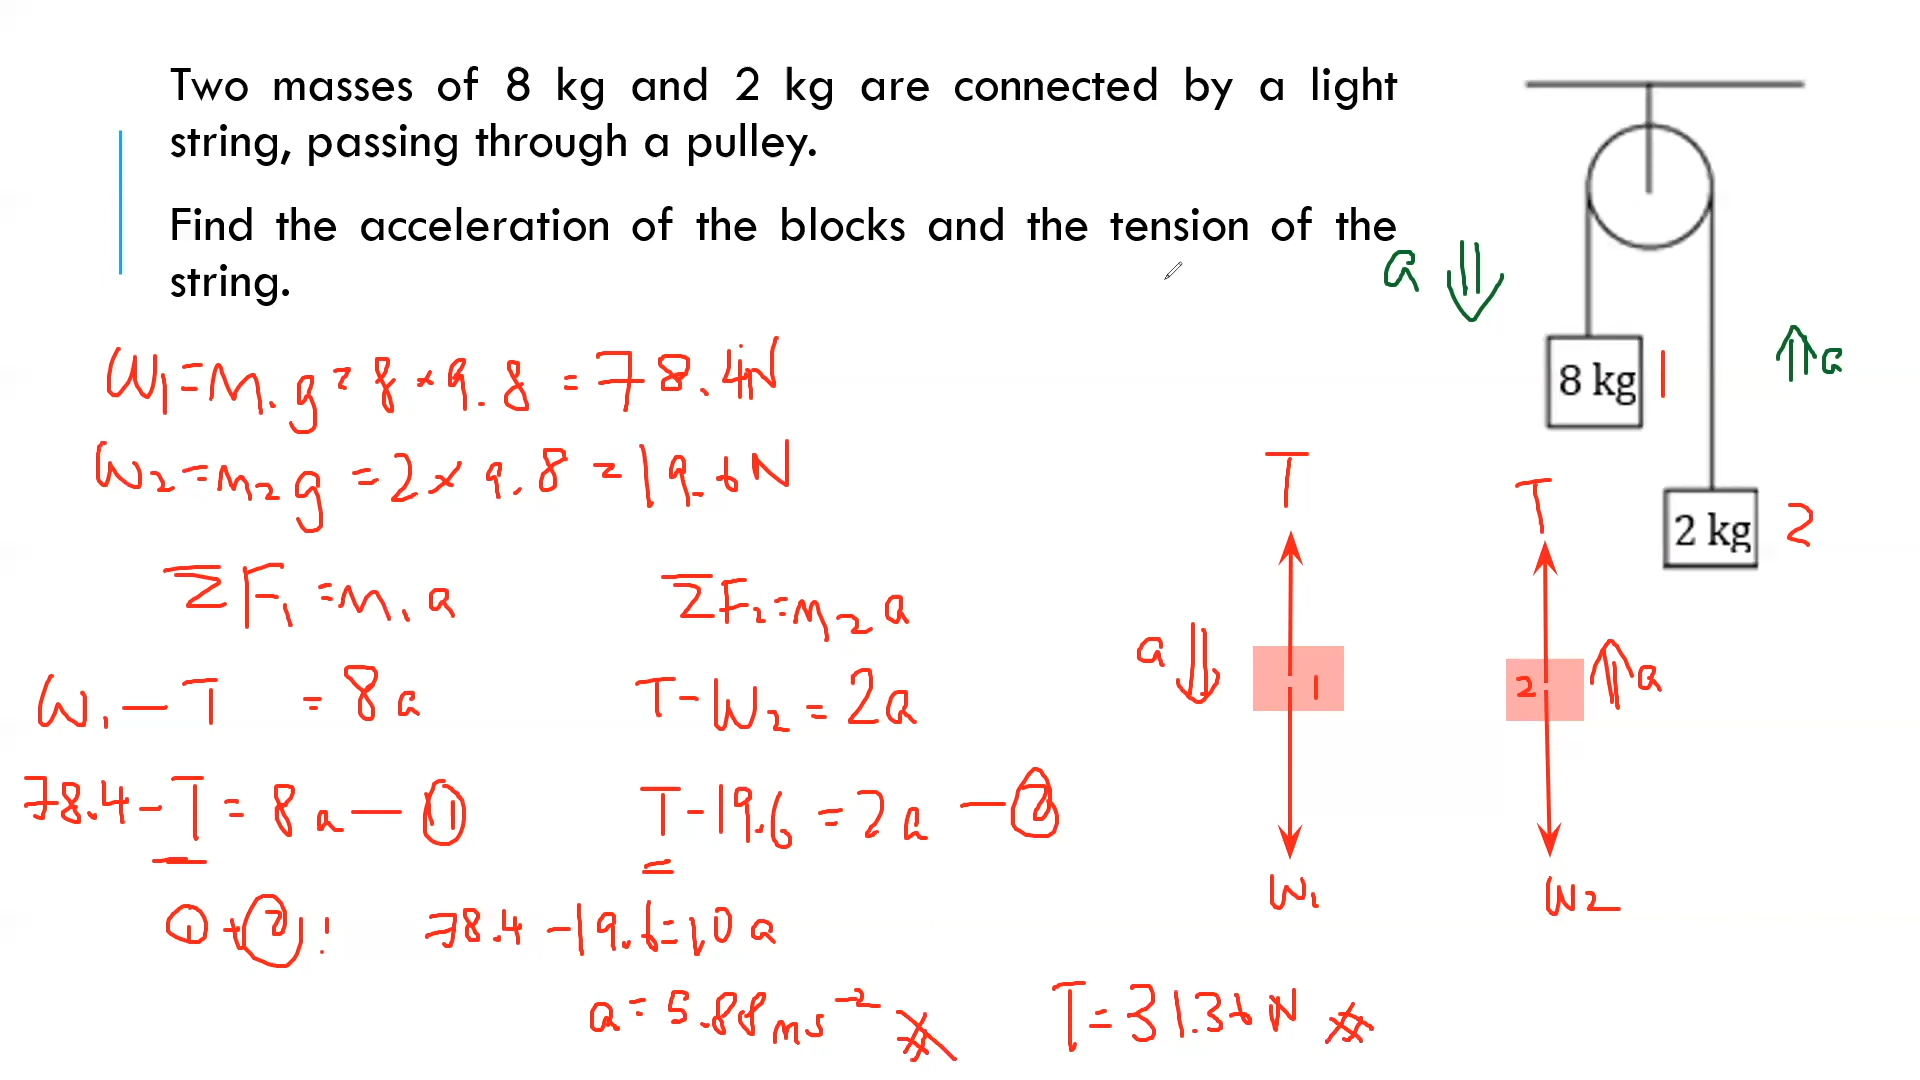 Two masses of 8 kg and 2 kg are connected by a light
string, passing through a pulley.
Find the acceleration of the blocks and the tension of the
string.
a
8 kg 1
a
2 kg 2
W₁=m₁g=8×9.8=78.4N
W₂=m₂g=2×9.8=19.6N
ΣF₁=m₁a
ΣF₂=m₂a
W₁-T=8a
T-W₂=2a
78.4-T=8a—①
T-19.6=2a—②
①+②:
78.4-19.6=10a
a=5.88ms⁻²
T=31.36N
T
a
1
W₁
T
2
a
W₂